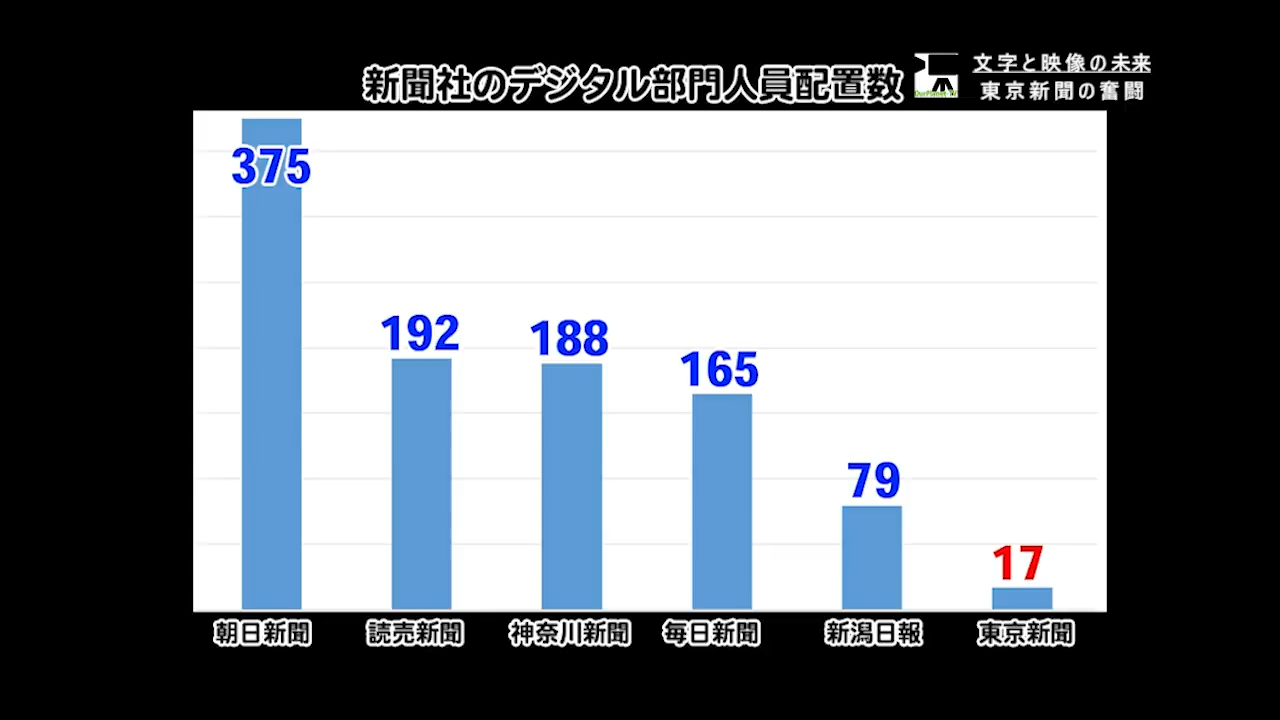 新聞社のデジタル部門人員配置数
OurPlanet-TV
文字と映像の未来
東京新聞の奮闘
375
192
188
165
79
17
朝日新聞
読売新聞
神奈川新聞
毎日新聞
新潟日報
東京新聞